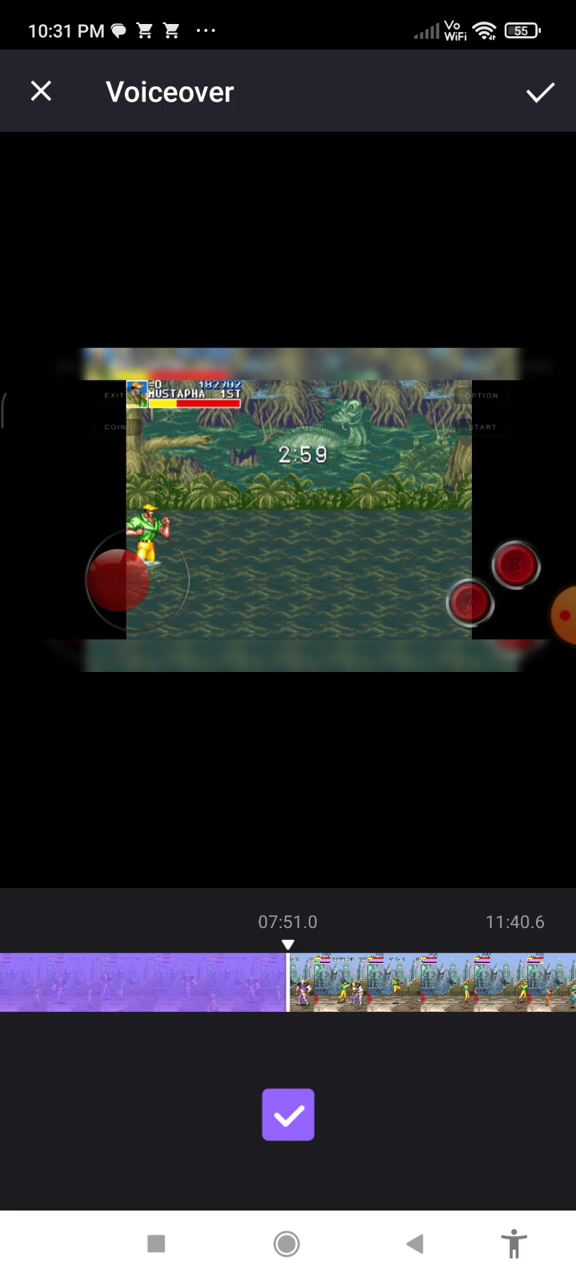 10:31 PM
Vo
WiFi
55
Voiceover
=0 182702
MUSTAPHA 1ST
EXIT
OPTION
COIN
START
2:59
B
07:51.0
11:40.6